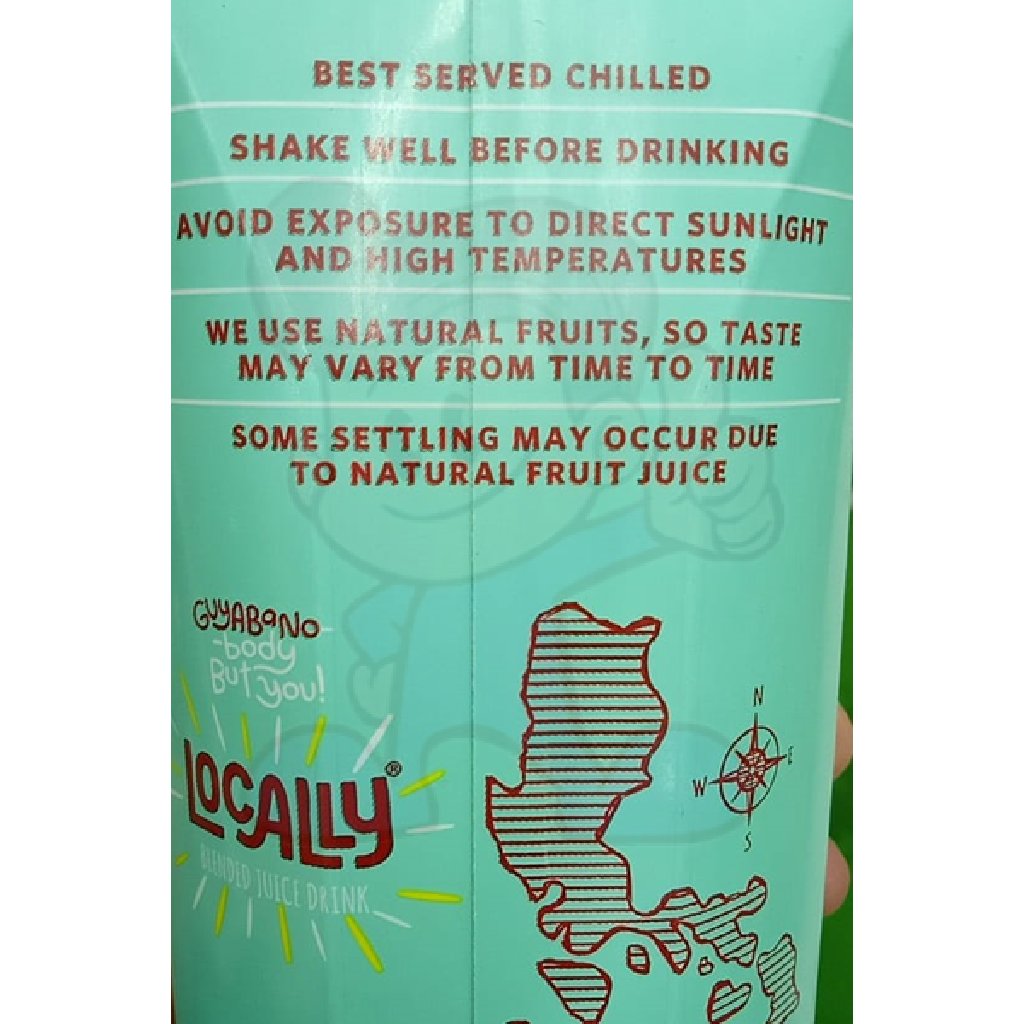 BEST SERVED CHILLED
SHAKE WELL BEFORE DRINKING
AVOID EXPOSURE TO DIRECT SUNLIGHT
AND HIGH TEMPERATURES
WE USE NATURAL FRUITS, SO TASTE
MAY VARY FROM TIME TO TIME
SOME SETTLING MAY OCCUR DUE
TO NATURAL FRUIT JUICE
GUYABANO
-body
But you!
LOCALLY®
BLENDED JUICE DRINK
N
W E
S